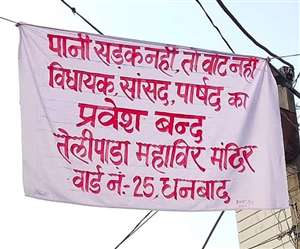 पानी सड़क नहीं, तो वोट नहीं
विधायक, सांसद, पार्षद का
प्रवेश बन्द
तेलीपाड़ा महाविर मंदिर
वार्ड नं.-25, धनबाद